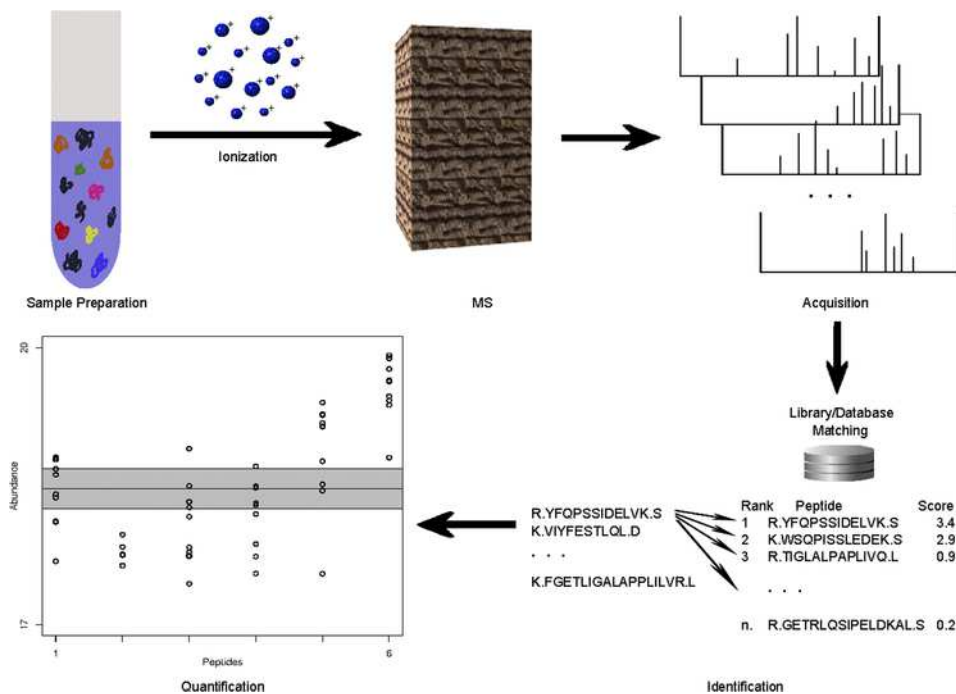 Ionization
Sample Preparation
MS
. . .
Acquisition
Library/Database
Matching
Rank Peptide Score
1 R.YFQPSSIDELVK.S 3.4
2 K.WSQPISSLEDEK.S 2.9
3 R.TIGLALPAPLIVQ.L 0.9
. . .
n. R.GETRLQSIPELDKAL.S 0.2
R.YFQPSSIDELVK.S
K.VIYFESTLQL.D
. . .
K.FGETLIGALAPPLILVR.L
Identification
20
Abundance
17
1 6
Peptides
Quantification